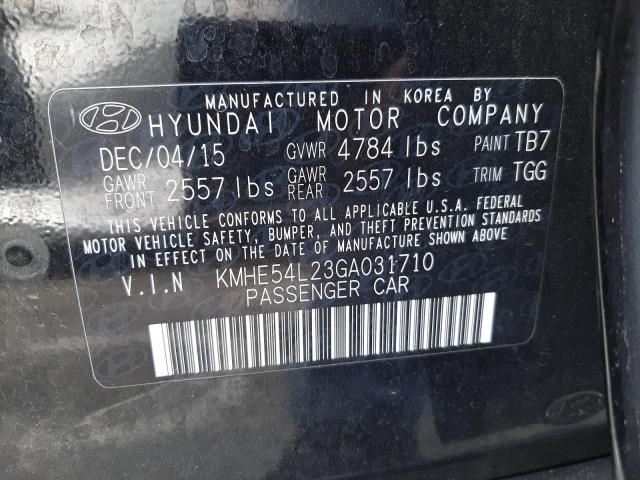 MANUFACTURED IN KOREA BY
HYUNDAI MOTOR COMPANY
DEC/04/15 GVWR 4784 lbs PAINT TB7
GAWR FRONT 2557 lbs GAWR REAR 2557 lbs TRIM TGG
THIS VEHICLE CONFORMS TO ALL APPLICABLE U.S.A. FEDERAL
MOTOR VEHICLE SAFETY, BUMPER, AND THEFT PREVENTION STANDARDS
IN EFFECT ON THE DATE OF MANUFACTURE SHOWN ABOVE
V.I.N KMHE54L23GA031710
PASSENGER CAR